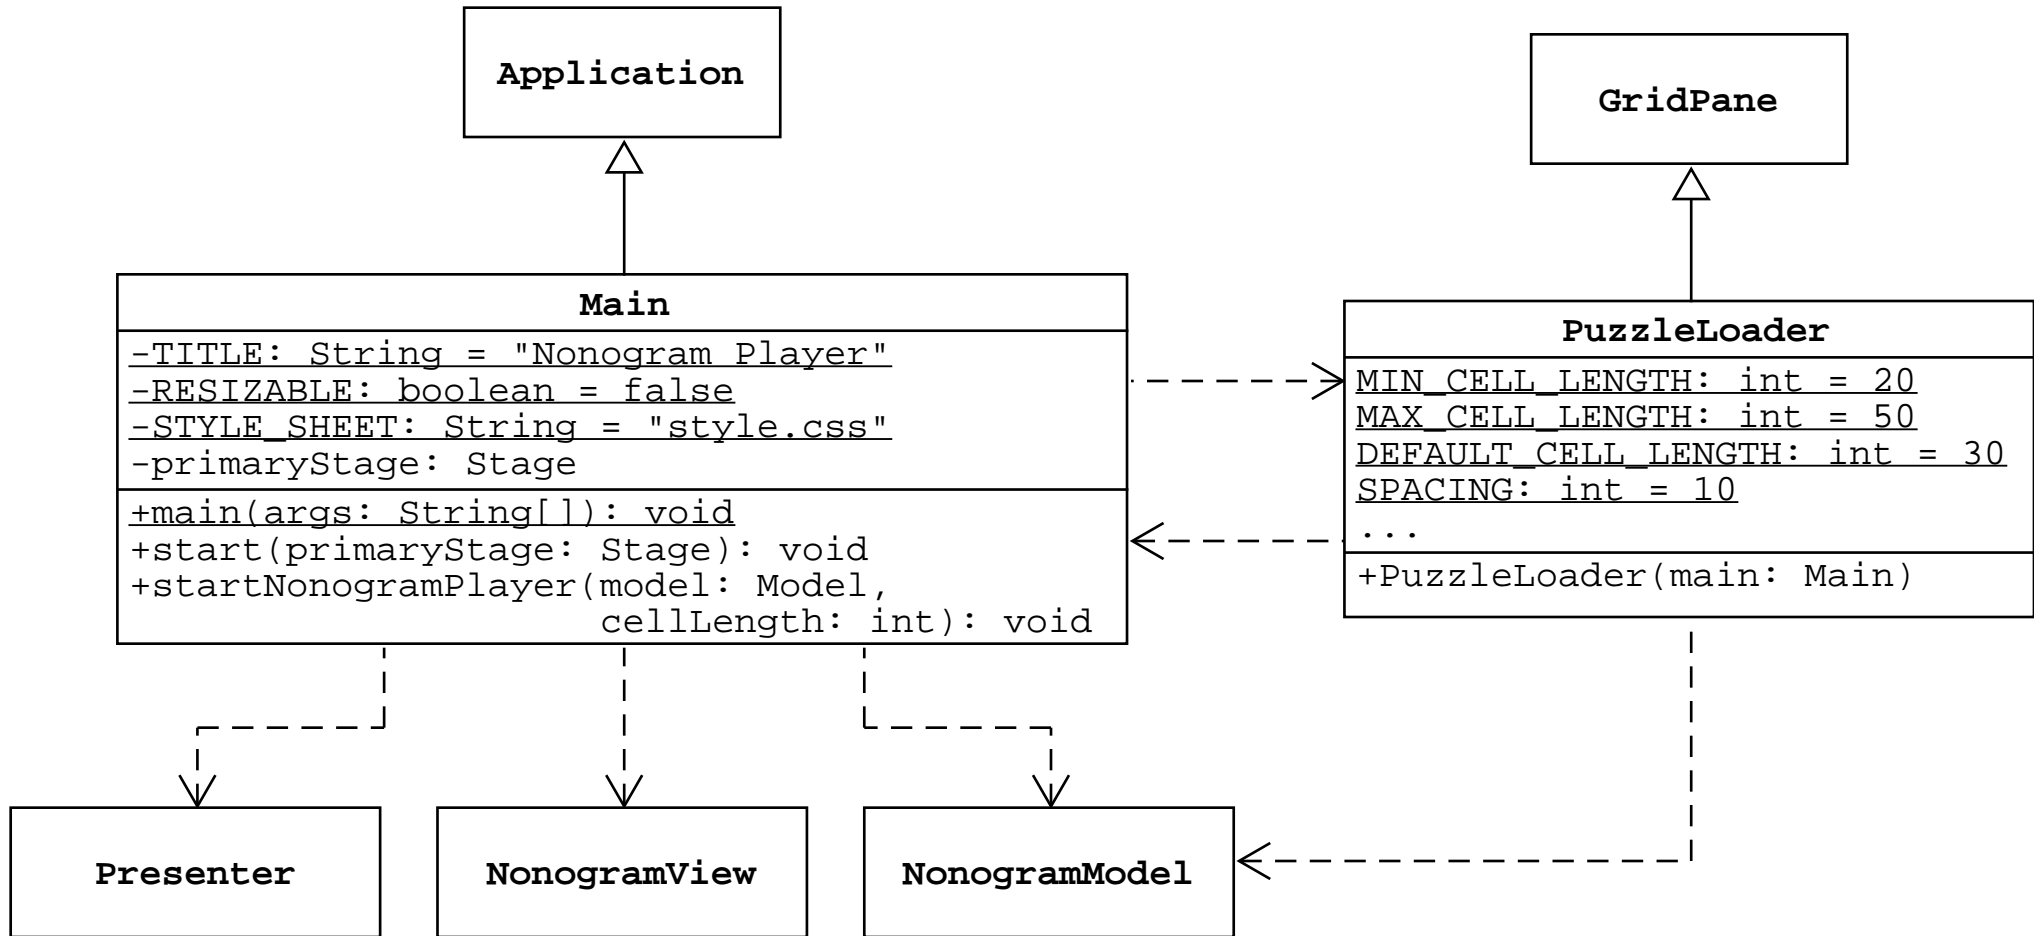 Application
GridPane
Main
-TITLE: String = "Nonogram Player"
-RESIZABLE: boolean = false
-STYLE_SHEET: String = "style.css"
-primaryStage: Stage
+main(args: String[]): void
+start(primaryStage: Stage): void
+startNonogramPlayer(model: Model,
cellLength: int): void
PuzzleLoader
MIN_CELL_LENGTH: int = 20
MAX_CELL_LENGTH: int = 50
DEFAULT_CELL_LENGTH: int = 30
SPACING: int = 10
...
+PuzzleLoader(main: Main)
Presenter
NonogramView
NonogramModel